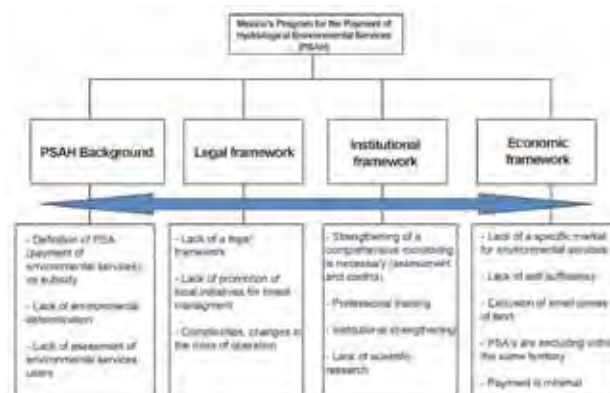 Mexico's Program for the Payment of
Hydrological Environmental Services
(PSAH)
PSAH Background
Legal framework
Institutional
framework
Economic
framework
- Definition of PSA
(payment of
environmental services)
vs subsidy
- Lack of environmental
determination
- Lack of assessment of
environmental services
users
- Lack of a legal
framework
- Lack of promotion of
local initiatives for forest
managment
- Complexities, changes in
the rules of operation
- Strengthening of a
comprehensive monitoring
is necessary (assessment
and control)
- Professional training
- Institutional strengthening
- Lack of scientific
research
- Lack of a specific market
for environmental services
- Lack of self sufficiency
- Exclusion of small owners
of land
- PSA's are excluding within
the same territory
- Payment is minimal